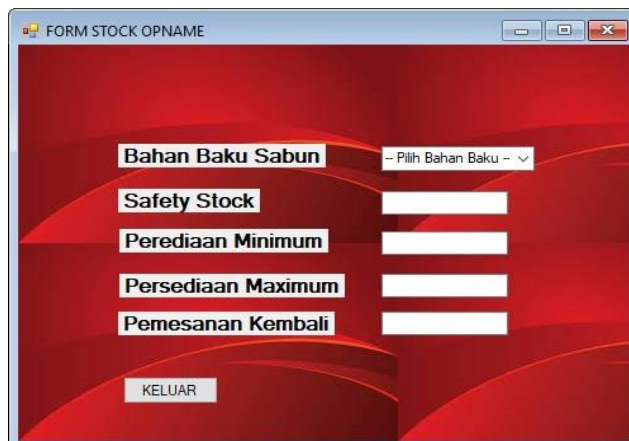 FORM STOCK OPNAME
Bahan Baku Sabun -- Pilih Bahan Baku --
Safety Stock
Perediaan Minimum
Persediaan Maximum
Pemesanan Kembali
KELUAR